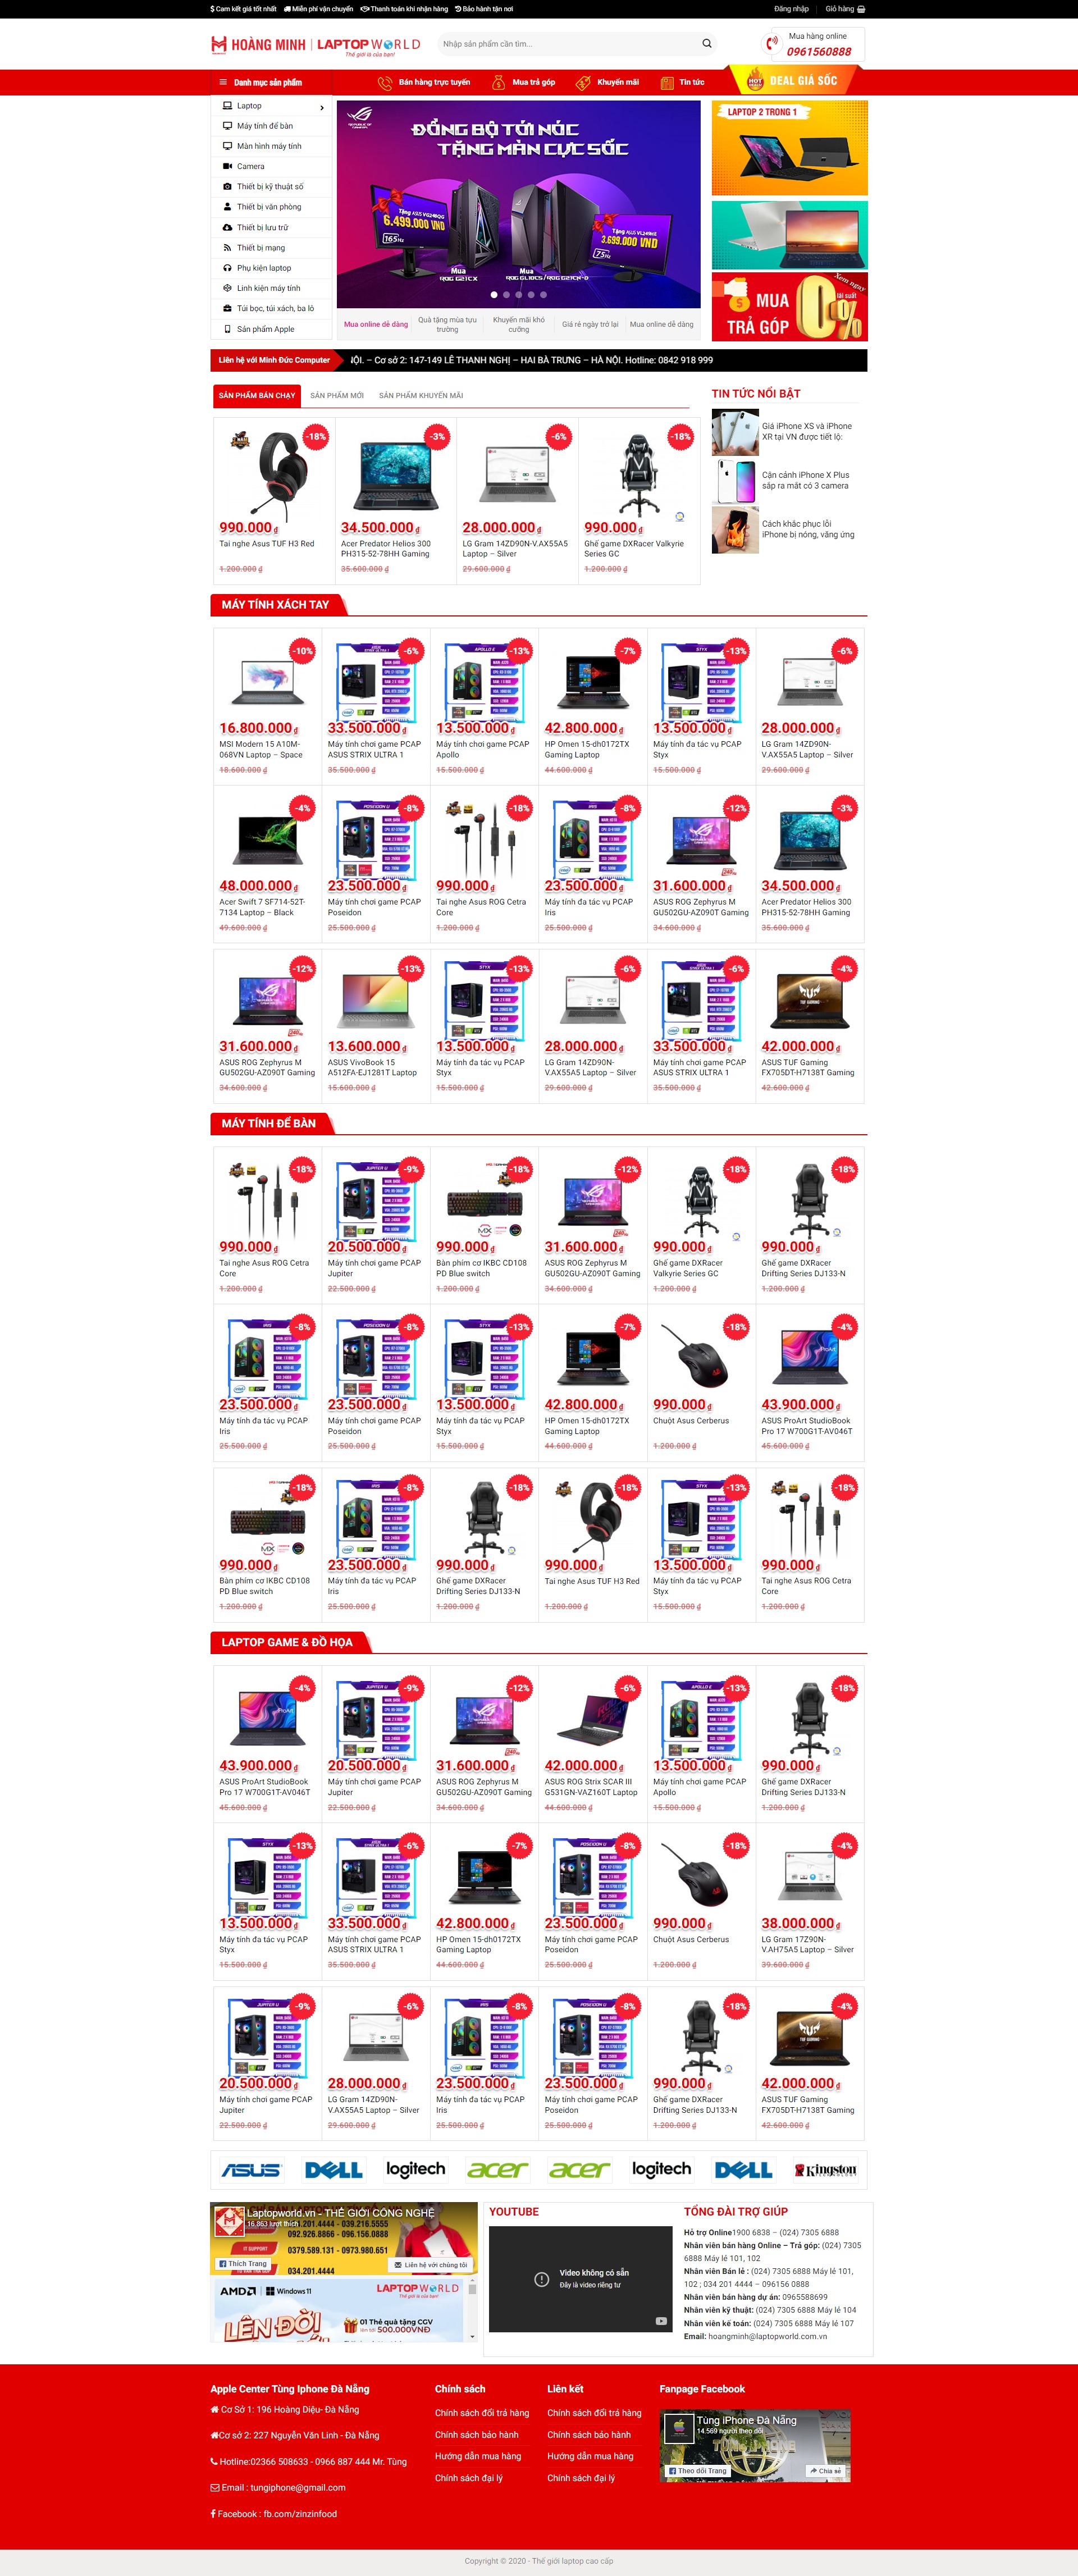 Cam kết giá tốt nhất Miễn phí vận chuyển Thanh toán khi nhận hàng Bảo hành tận nơi
Đăng nhập Giỏ hàng
HOÀNG MINH LAPTOP WORLD
Thế giới của bạn!
Nhập sản phẩm cần tìm...
Mua hàng online
0961560888
Danh mục sản phẩm
Bán hàng trực tuyến Mua trả góp Khuyến mãi Tin tức
HOT DEAL GIÁ SỐC
Laptop
Máy tính để bàn
Màn hình máy tính
Camera
Thiết bị kỹ thuật số
Thiết bị văn phòng
Thiết bị lưu trữ
Thiết bị mạng
Phụ kiện laptop
Linh kiện máy tính
Túi bọc, túi xách, ba lô
Sản phẩm Apple
ĐỒNG BỘ TỚI NÓC
TẶNG MÀN CỰC SỐC
6.499.000 VND
165Hz
3.699.000 VND
75Hz
Mua
ROG G21CX
Mua
Mua online dễ dàng
Quà tặng mùa tựu trường
Khuyến mãi khó cưỡng
Giá rẻ ngày trở lại
Mua online dễ dàng
LAPTOP 2 TRONG 1
MUA TRẢ GÓP 0% lãi suất
Xem ngay
Liên hệ với Minh Đức Computer
NỘI. – Cơ sở 2: 147-149 LÊ THANH NGHỊ – HAI BÀ TRƯNG – HÀ NỘI. Hotline: 0842 918 999
SẢN PHẨM BÁN CHẠY SẢN PHẨM MỚI SẢN PHẨM KHUYẾN MÃI
-18% -3% -6% -18%
990.000 ₫ 34.500.000 ₫ 28.000.000 ₫ 990.000 ₫
Tai nghe Asus TUF H3 Red
Acer Predator Helios 300 PH315-52-78HH Gaming
LG Gram 14ZD90N-V.AX55A5 Laptop – Silver
Ghế game DXRacer Valkyrie Series GC
1.200.000 ₫ 35.600.000 ₫ 29.600.000 ₫ 1.200.000 ₫
TIN TỨC NỔI BẬT
Giá iPhone XS và iPhone
XR tại VN được tiết lộ:
Cận cảnh iPhone X Plus
sắp ra mắt có 3 camera
Cách khắc phục lỗi
iPhone bị nóng, văng ứng
MÁY TÍNH XÁCH TAY
-10% -6% -13% -7% -13% -6%
16.800.000 ₫ 33.500.000 ₫ 13.500.000 ₫ 42.800.000 ₫ 13.500.000 ₫ 28.000.000 ₫
MSI Modern 15 A10M-068VN Laptop – Space
Máy tính chơi game PCAP ASUS STRIX ULTRA 1
Máy tính chơi game PCAP Apollo
HP Omen 15-dh0172TX Gaming Laptop
Máy tính đa tác vụ PCAP Styx
LG Gram 14ZD90N-V.AX55A5 Laptop – Silver
18.600.000 ₫ 35.500.000 ₫ 15.500.000 ₫ 44.600.000 ₫ 15.500.000 ₫ 29.600.000 ₫
-4% -8% -18% -8% -12% -3%
48.000.000 ₫ 23.500.000 ₫ 990.000 ₫ 23.500.000 ₫ 31.600.000 ₫ 34.500.000 ₫
Acer Swift 7 SF714-52T-7134 Laptop – Black
Máy tính chơi game PCAP Poseidon
Tai nghe Asus ROG Cetra Core
Máy tính đa tác vụ PCAP Iris
ASUS ROG Zephyrus M GU502GU-AZ090T Gaming
Acer Predator Helios 300 PH315-52-78HH Gaming
49.600.000 ₫ 25.500.000 ₫ 1.200.000 ₫ 25.500.000 ₫ 34.600.000 ₫ 35.600.000 ₫
-12% -13% -13% -6% -6% -4%
31.600.000 ₫ 13.600.000 ₫ 13.500.000 ₫ 28.000.000 ₫ 33.500.000 ₫ 42.000.000 ₫
ASUS ROG Zephyrus M GU502GU-AZ090T Gaming
ASUS VivoBook 15 A512FA-EJ1281T Laptop
Máy tính đa tác vụ PCAP Styx
LG Gram 14ZD90N-V.AX55A5 Laptop – Silver
Máy tính chơi game PCAP ASUS STRIX ULTRA 1
ASUS TUF Gaming FX705DT-H7138T Gaming
34.600.000 ₫ 15.600.000 ₫ 15.500.000 ₫ 29.600.000 ₫ 35.500.000 ₫ 42.600.000 ₫
MÁY TÍNH ĐỂ BÀN
-18% -9% -18% -12% -18% -18%
990.000 ₫ 20.500.000 ₫ 990.000 ₫ 31.600.000 ₫ 990.000 ₫ 990.000 ₫
Tai nghe Asus ROG Cetra Core
Máy tính chơi game PCAP Jupiter
Bàn phím cơ IKBC CD108 PD Blue switch
ASUS ROG Zephyrus M GU502GU-AZ090T Gaming
Ghế game DXRacer Valkyrie Series GC
Ghế game DXRacer Drifting Series DJ133-N
1.200.000 ₫ 22.500.000 ₫ 1.200.000 ₫ 34.600.000 ₫ 1.200.000 ₫ 1.200.000 ₫
-8% -8% -13% -7% -18% -4%
23.500.000 ₫ 23.500.000 ₫ 13.500.000 ₫ 42.800.000 ₫ 990.000 ₫ 43.900.000 ₫
Máy tính đa tác vụ PCAP Iris
Máy tính chơi game PCAP Poseidon
Máy tính đa tác vụ PCAP Styx
HP Omen 15-dh0172TX Gaming Laptop
Chuột Asus Cerberus
ASUS ProArt StudioBook Pro 17 W700G1T-AV046T
25.500.000 ₫ 25.500.000 ₫ 15.500.000 ₫ 44.600.000 ₫ 1.200.000 ₫ 45.600.000 ₫
-18% -8% -18% -18% -13% -18%
990.000 ₫ 23.500.000 ₫ 990.000 ₫ 990.000 ₫ 13.500.000 ₫ 990.000 ₫
Bàn phím cơ IKBC CD108 PD Blue switch
Máy tính đa tác vụ PCAP Iris
Ghế game DXRacer Drifting Series DJ133-N
Tai nghe Asus TUF H3 Red
Máy tính đa tác vụ PCAP Styx
Tai nghe Asus ROG Cetra Core
1.200.000 ₫ 25.500.000 ₫ 1.200.000 ₫ 1.200.000 ₫ 15.500.000 ₫ 1.200.000 ₫
LAPTOP GAME & ĐỒ HỌA
-4% -9% -12% -6% -13% -18%
43.900.000 ₫ 20.500.000 ₫ 31.600.000 ₫ 42.000.000 ₫ 13.500.000 ₫ 990.000 ₫
ASUS ProArt StudioBook Pro 17 W700G1T-AV046T
Máy tính chơi game PCAP Jupiter
ASUS ROG Zephyrus M GU502GU-AZ090T Gaming
ASUS ROG Strix SCAR III G531GN-VAZ160T Laptop
Máy tính chơi game PCAP Apollo
Ghế game DXRacer Drifting Series DJ133-N
45.600.000 ₫ 22.500.000 ₫ 34.600.000 ₫ 44.600.000 ₫ 15.500.000 ₫ 1.200.000 ₫
-13% -6% -7% -8% -18% -4%
13.500.000 ₫ 33.500.000 ₫ 42.800.000 ₫ 23.500.000 ₫ 990.000 ₫ 38.000.000 ₫
Máy tính đa tác vụ PCAP Styx
Máy tính chơi game PCAP ASUS STRIX ULTRA 1
HP Omen 15-dh0172TX Gaming Laptop
Máy tính chơi game PCAP Poseidon
Chuột Asus Cerberus
LG Gram 17Z90N-V.AH75A5 Laptop – Silver
15.500.000 ₫ 35.500.000 ₫ 44.600.000 ₫ 25.500.000 ₫ 1.200.000 ₫ 39.600.000 ₫
-9% -6% -8% -8% -18% -4%
20.500.000 ₫ 28.000.000 ₫ 23.500.000 ₫ 23.500.000 ₫ 990.000 ₫ 42.000.000 ₫
Máy tính chơi game PCAP Jupiter
LG Gram 14ZD90N-V.AX55A5 Laptop – Silver
Máy tính đa tác vụ PCAP Iris
Máy tính chơi game PCAP Poseidon
Ghế game DXRacer Drifting Series DJ133-N
ASUS TUF Gaming FX705DT-H7138T Gaming
22.500.000 ₫ 29.600.000 ₫ 25.500.000 ₫ 25.500.000 ₫ 1.200.000 ₫ 42.600.000 ₫
ASUS DELL logitech acer acer logitech DELL Kingston
Laptopworld.vn - THẾ GIỚI CÔNG NGHỆ
16.863 lượt thích
.201.4444 - 039.216.5555
092.926.8866 - 096.156.0888
IT SUPPORT
0379.589.131 - 0973.980.651
034.201.4444
Thích Trang
Liên hệ với chúng tôi
AMD Windows 11 LAPTOP WORLD
LÊN ĐỜI
01 Thẻ quà tặng CGV
500.000VNĐ
YOUTUBE
Video không có sẵn
Đây là video riêng tư
TỔNG ĐÀI TRỢ GIÚP
Hỗ trợ Online1900 6838 – (024) 7305 6888
Nhân viên bán hàng Online – Trả góp: (024) 7305
6888 Máy lẻ 101, 102
Nhân viên Bán lẻ : (024) 7305 6888 Máy lẻ 101,
102 ; 034 201 4444 – 096156 0888
Nhân viên bán hàng dự án: 0965588699
Nhân viên kỹ thuật: (024) 7305 6888 Máy lẻ 104
Nhân viên kế toán: (024) 7305 6888 Máy lẻ 107
Email: hoangminh@laptopworld.com.vn
Apple Center Tùng Iphone Đà Nẵng
Cơ Sở 1: 196 Hoàng Diệu- Đà Nẵng
Cơ sở 2: 227 Nguyễn Văn Linh - Đà Nẵng
Hotline:02366 508633 - 0966 887 444 Mr. Tùng
Email : tungiphone@gmail.com
Facebook : fb.com/zinzinfood
Chính sách
Chính sách đổi trả hàng
Chính sách bảo hành
Hướng dẫn mua hàng
Chính sách đại lý
Liên kết
Chính sách đổi trả hàng
Chính sách bảo hành
Hướng dẫn mua hàng
Chính sách đại lý
Fanpage Facebook
Tùng iPhone Đà Nẵng
14.569 người theo dõi
Theo dõi Trang
Chia sẻ
Copyright © 2020 - Thế giới laptop cao cấp